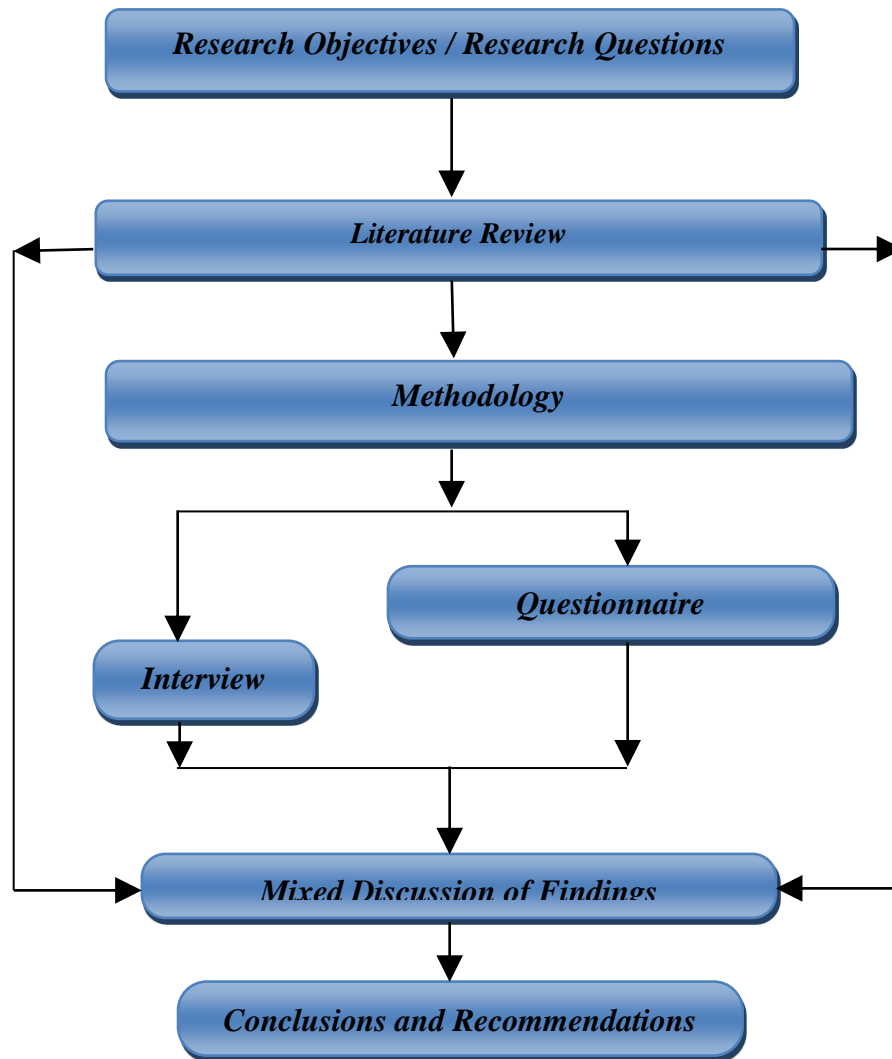 Research Objectives / Research Questions
Literature Review
Methodology
Questionnaire
Interview
Mixed Discussion of Findings
Conclusions and Recommendations